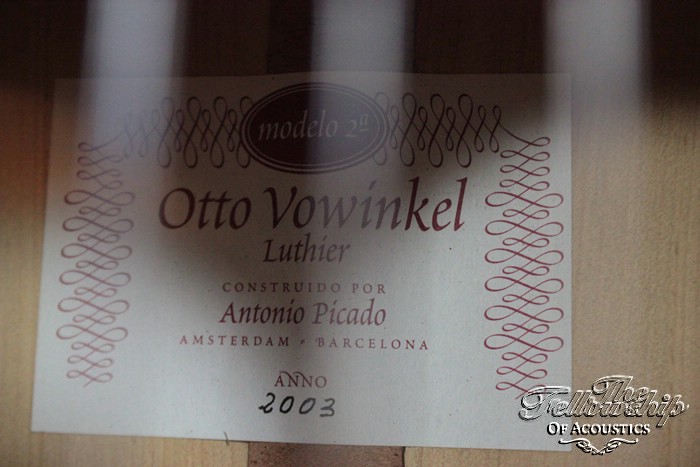 modelo 2ª
Otto Vowinkel
Luthier
CONSTRUIDO POR
Antonio Picado
AMSTERDAM - BARCELONA
ANNO
2003
The
Fellowship
OF ACOUSTICS